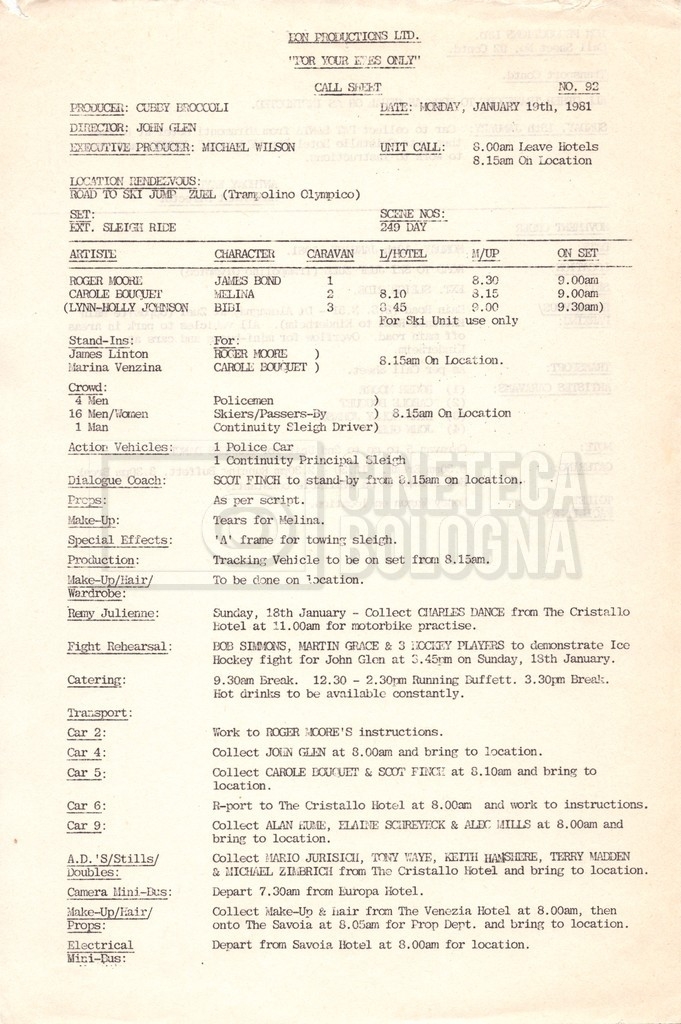 EON PRODUCTIONS LTD.
"FOR YOUR EYES ONLY"
CALL SHEET NO. 92
PRODUCER: CUBBY BROCCOLI DATE: MONDAY, JANUARY 19th, 1981
DIRECTOR: JOHN GLEN
EXECUTIVE PRODUCER: MICHAEL WILSON UNIT CALL: 8.00am Leave Hotels
8.15am On Location
LOCATION RENDEZVOUS:
ROAD TO SKI JUMP ZUEL (Trampolino Olympico)
SET: SCENE NOS:
EXT. SLEIGH RIDE 249 DAY
ARTISTE CHARACTER CARAVAN L/HOTEL M/UP ON SET
ROGER MOORE JAMES BOND 1 8.30 9.00am
CAROLE BOUQUET MELINA 2 8.10 8.15 9.00am
(LYNN-HOLLY JOHNSON BIBI 3 8.45 9.00 9.30am)
For Ski Unit use only
Stand-Ins: For:
James Linton ROGER MOORE )
Marina Venzina CAROLE BOUQUET ) 8.15am On Location.
Crowd:
4 Men Policemen )
16 Men/Women Skiers/Passers-By ) 8.15am On Location
1 Man Continuity Sleigh Driver)
Action Vehicles: 1 Police Car
1 Continuity Principal Sleigh
Dialogue Coach: SCOT FINCH to stand-by from 8.15am on location.
Props: As per script.
Make-Up: Tears for Melina.
Special Effects: 'A' frame for towing sleigh.
Production: Tracking Vehicle to be on set from 8.15am.
Make-Up/Hair/ To be done on location.
Wardrobe:
Remy Julienne: Sunday, 18th January - Collect CHARLES DANCE from The Cristallo
Hotel at 11.00am for motorbike practise.
Fight Rehearsal: BOB SIMMONS, MARTIN GRACE & 3 HOCKEY PLAYERS to demonstrate Ice
Hockey fight for John Glen at 3.45pm on Sunday, 18th January.
Catering: 9.30am Break. 12.30 - 2.30pm Running Buffett. 3.30pm Break.
Hot drinks to be available constantly.
Transport:
Car 2: Work to ROGER MOORE'S instructions.
Car 4: Collect JOHN GLEN at 8.00am and bring to location.
Car 5: Collect CAROLE BOUQUET & SCOT FINCH at 8.10am and bring to
location.
Car 6: R-port to The Cristallo Hotel at 8.00am and work to instructions.
Car 9: Collect ALAN HUME, ELAINE SCHREYECK & ALEC MILLS at 8.00am and
bring to location.
A.D.'S/Stills/ Collect MARIO JURISICH, TONY WAYE, KEITH HAMSHERE, TERRY MADDEN
Doubles: & MICHAEL ZIMBRICH from The Cristallo Hotel and bring to location.
Camera Mini-Bus: Depart 7.30am from Europa Hotel.
Make-Up/Hair/ Collect Make-Up & Hair from The Venezia Hotel at 8.00am, then
Props: onto The Savoia at 8.05am for Prop Dept. and bring to location.
Electrical Depart from Savoia Hotel at 8.00am for location.
Mini-Bus:
CINETECA
BOLOGNA